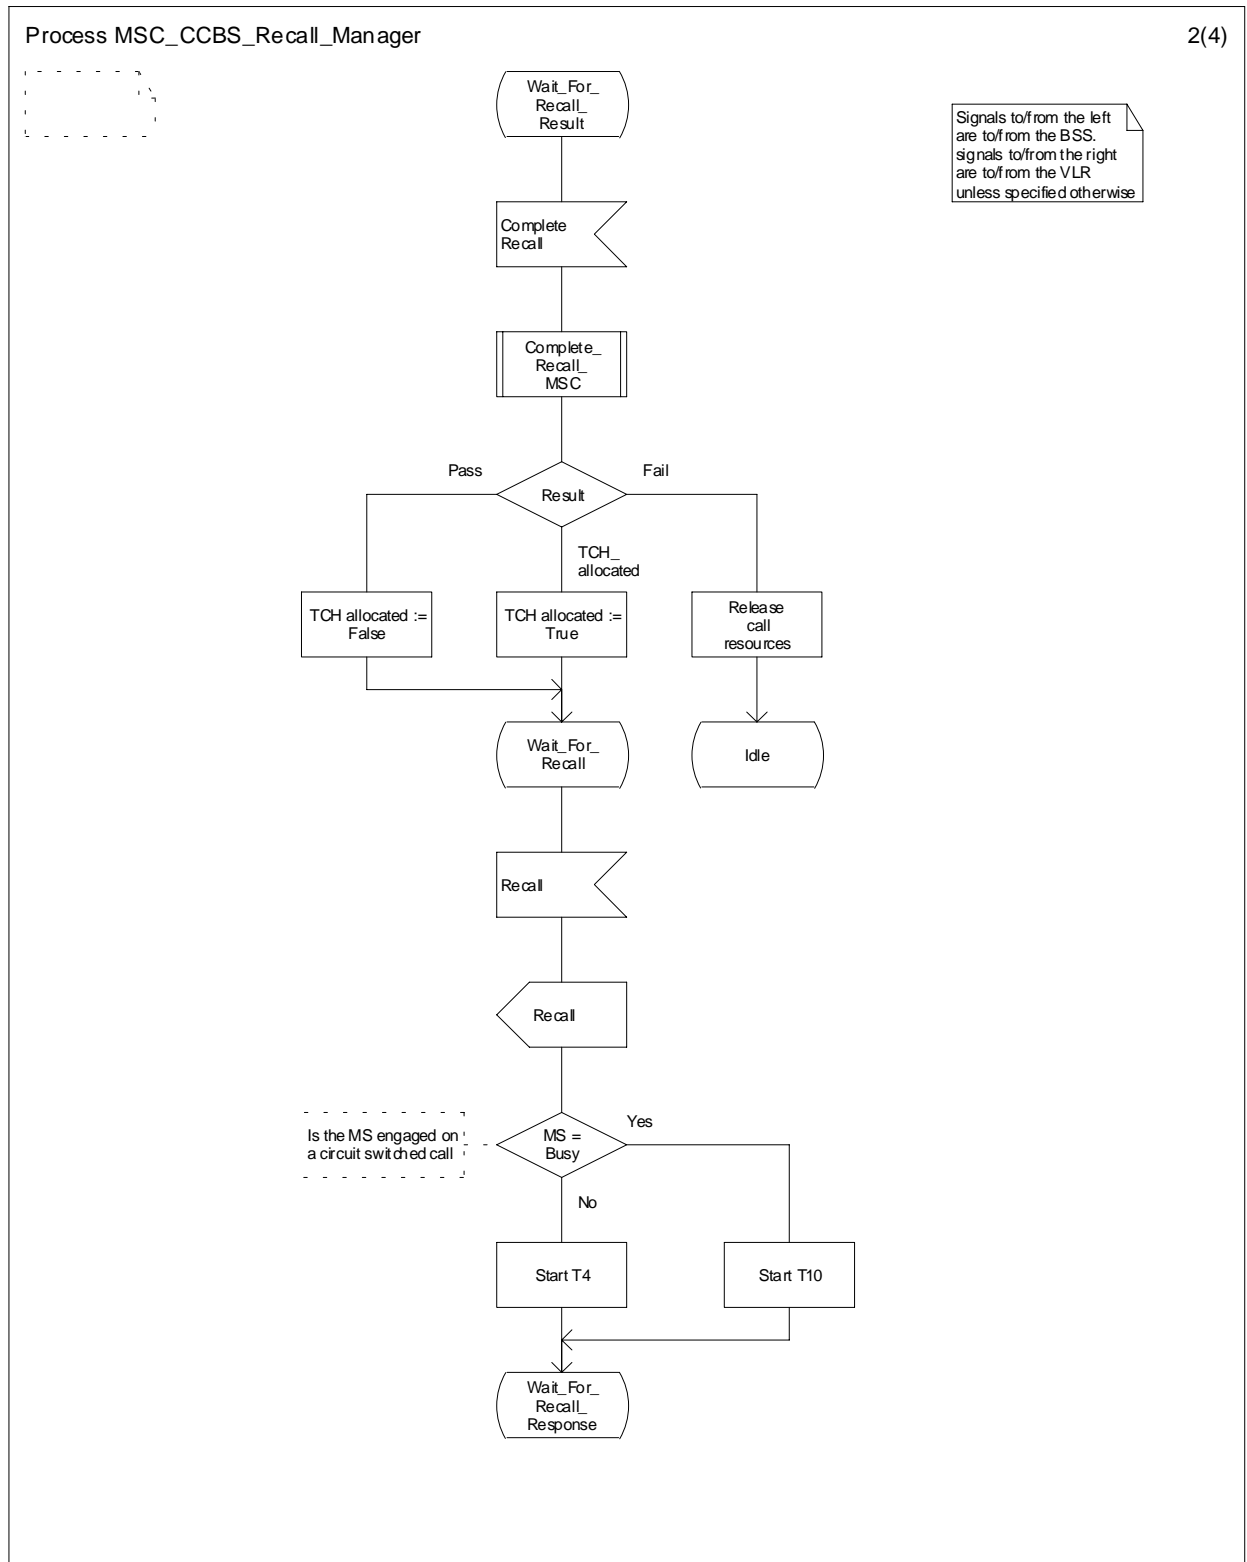 Process MSC_CCBS_Recall_Manager
2(4)
Wait_For_
Recall_
Result
Signals to/from the left
are to/from the BSS.
signals to/from the right
are to/from the VLR
unless specified otherwise
Complete
Recall
Complete_
Recall_
MSC
Pass
Result
Fail
TCH_
allocated
TCH allocated :=
False
TCH allocated :=
True
Release
call
resources
Wait_For_
Recall
Idle
Recall
Recall
Is the MS engaged on
a circuit switched call
MS =
Busy
Yes
No
Start T4
Start T10
Wait_For_
Recall_
Response